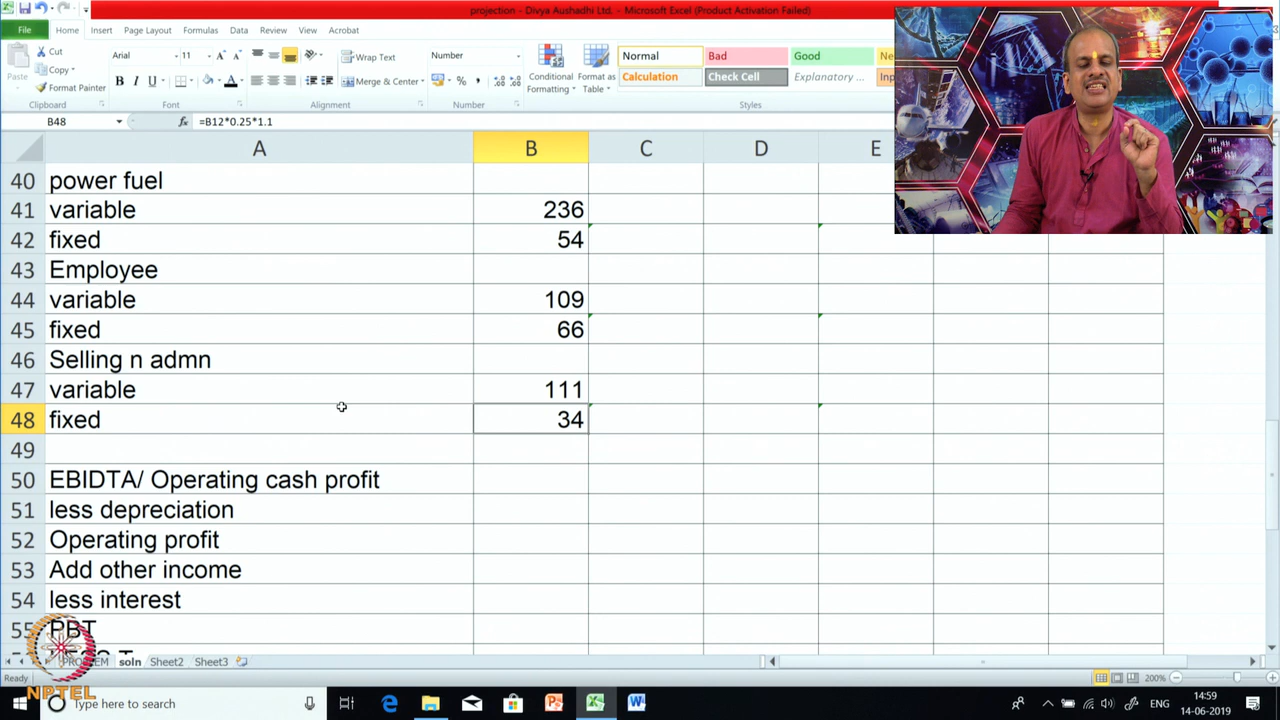 projection - Divya Aushadhi Ltd. - Microsoft Excel (Product Activation Failed)
File Home Insert Page Layout Formulas Data Review View Acrobat
Paste
Cut
Copy
Format Painter
Clipboard
Arial 11
B I U
Font
Wrap Text
Merge & Center
Alignment
Number
Number
Conditional Formatting
Format as Table
Normal Bad Good
Calculation Check Cell Explanatory ...
Styles
B48 fx =B12*0.25*1.1
A B C D E
40 power fuel
41 variable 236
42 fixed 54
43 Employee
44 variable 109
45 fixed 66
46 Selling n admn
47 variable 111
48 fixed 34
49
50 EBIDTA/ Operating cash profit
51 less depreciation
52 Operating profit
53 Add other income
54 less interest
55 PBT
soln Sheet2 Sheet3
Ready 200%
NPTEL
Type here to search
ENG
14:59
14-06-2019